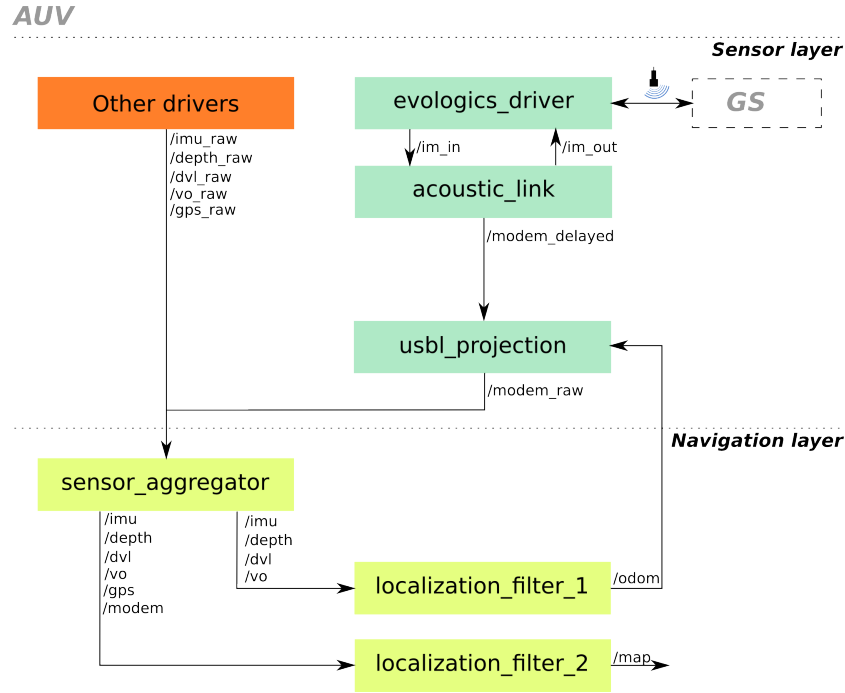 AUV
Sensor layer
Other drivers
evologics_driver
GS
/imu_raw
/depth_raw
/dvl_raw
/vo_raw
/gps_raw
/im_in
/im_out
acoustic_link
/modem_delayed
usbl_projection
/modem_raw
Navigation layer
sensor_aggregator
/imu
/depth
/dvl
/vo
/gps
/modem
/imu
/depth
/dvl
/vo
localization_filter_1
/odom
localization_filter_2
/map